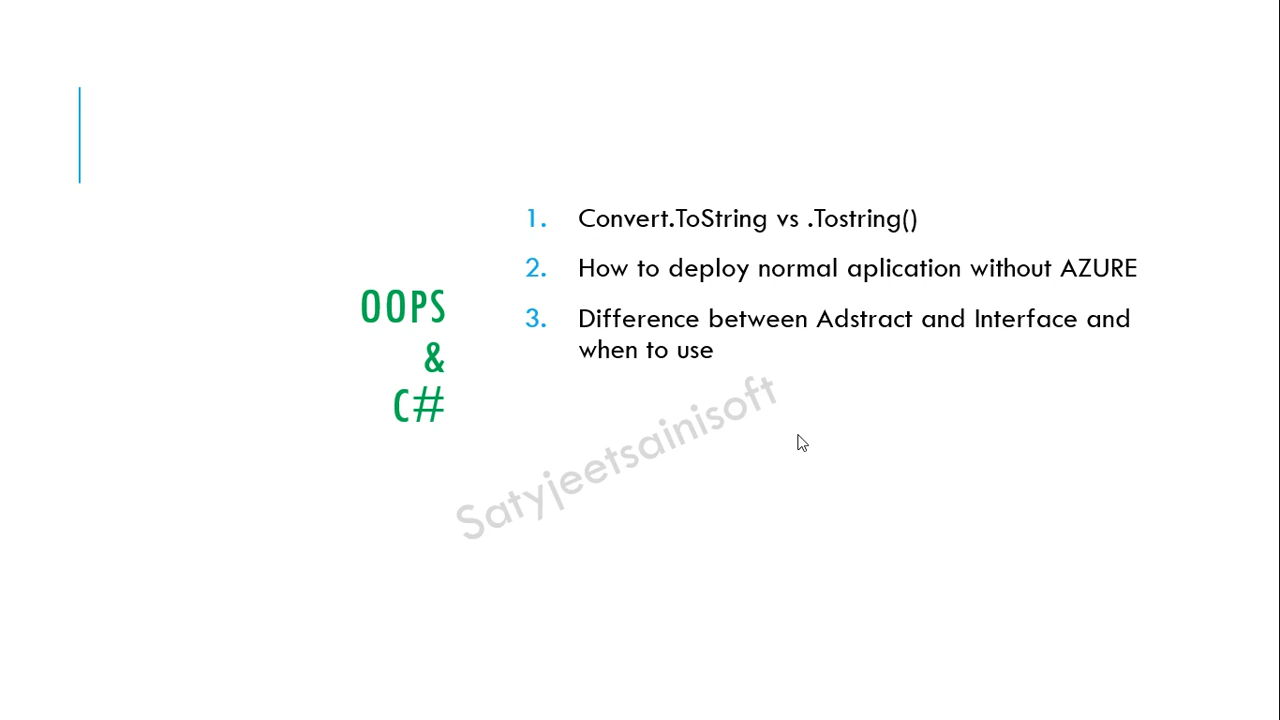 OOPS
&
C#
1. Convert.ToString vs .Tostring()
2. How to deploy normal aplication without AZURE
3. Difference between Adstract and Interface and
when to use
Satyjeetsainisoft